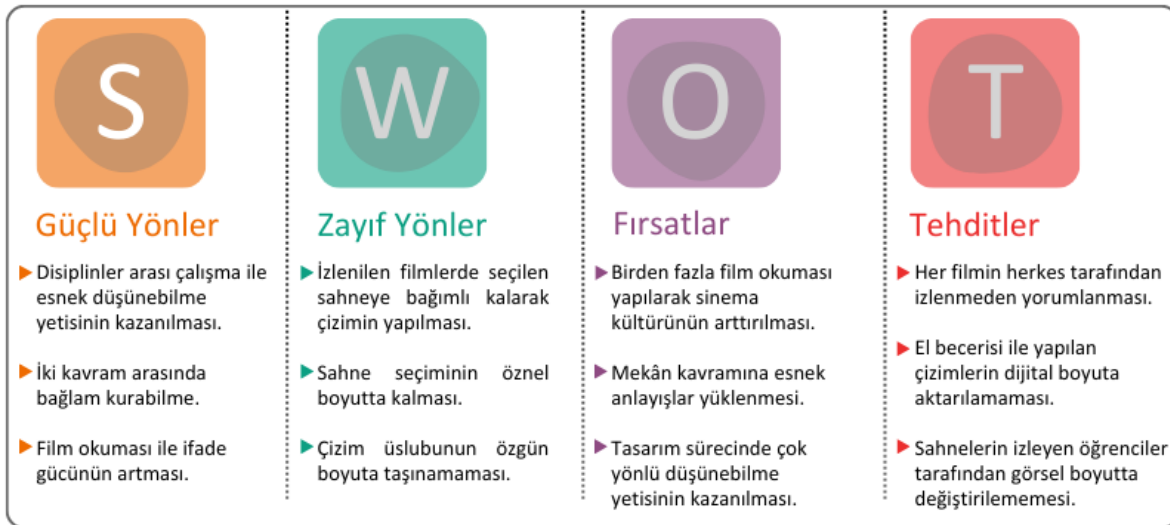 S
Güçlü Yönler
Disiplinler arası çalışma ile
esnek düşünebilme
yetisinin kazanılması.
İki kavram arasında
bağlam kurabilme.
Film okuması ile ifade
gücünün artması.
W
Zayıf Yönler
İzlenilen filmlerde seçilen
sahneye bağımlı kalarak
çizimin yapılması.
Sahne seçiminin öznel
boyutta kalması.
Çizim üslubunun özgün
boyuta taşınamaması.
O
Fırsatlar
Birden fazla film okuması
yapılarak sinema
kültürünün arttırılması.
Mekân kavramına esnek
anlayışlar yüklenmesi.
Tasarım sürecinde çok
yönlü düşünebilme
yetisinin kazanılması.
T
Tehditler
Her filmin herkes tarafından
izlenmeden yorumlanması.
El becerisi ile yapılan
çizimlerin dijital boyuta
aktarılamaması.
Sahnelerin izleyen öğrenciler
tarafından görsel boyutta
değiştirilememesi.